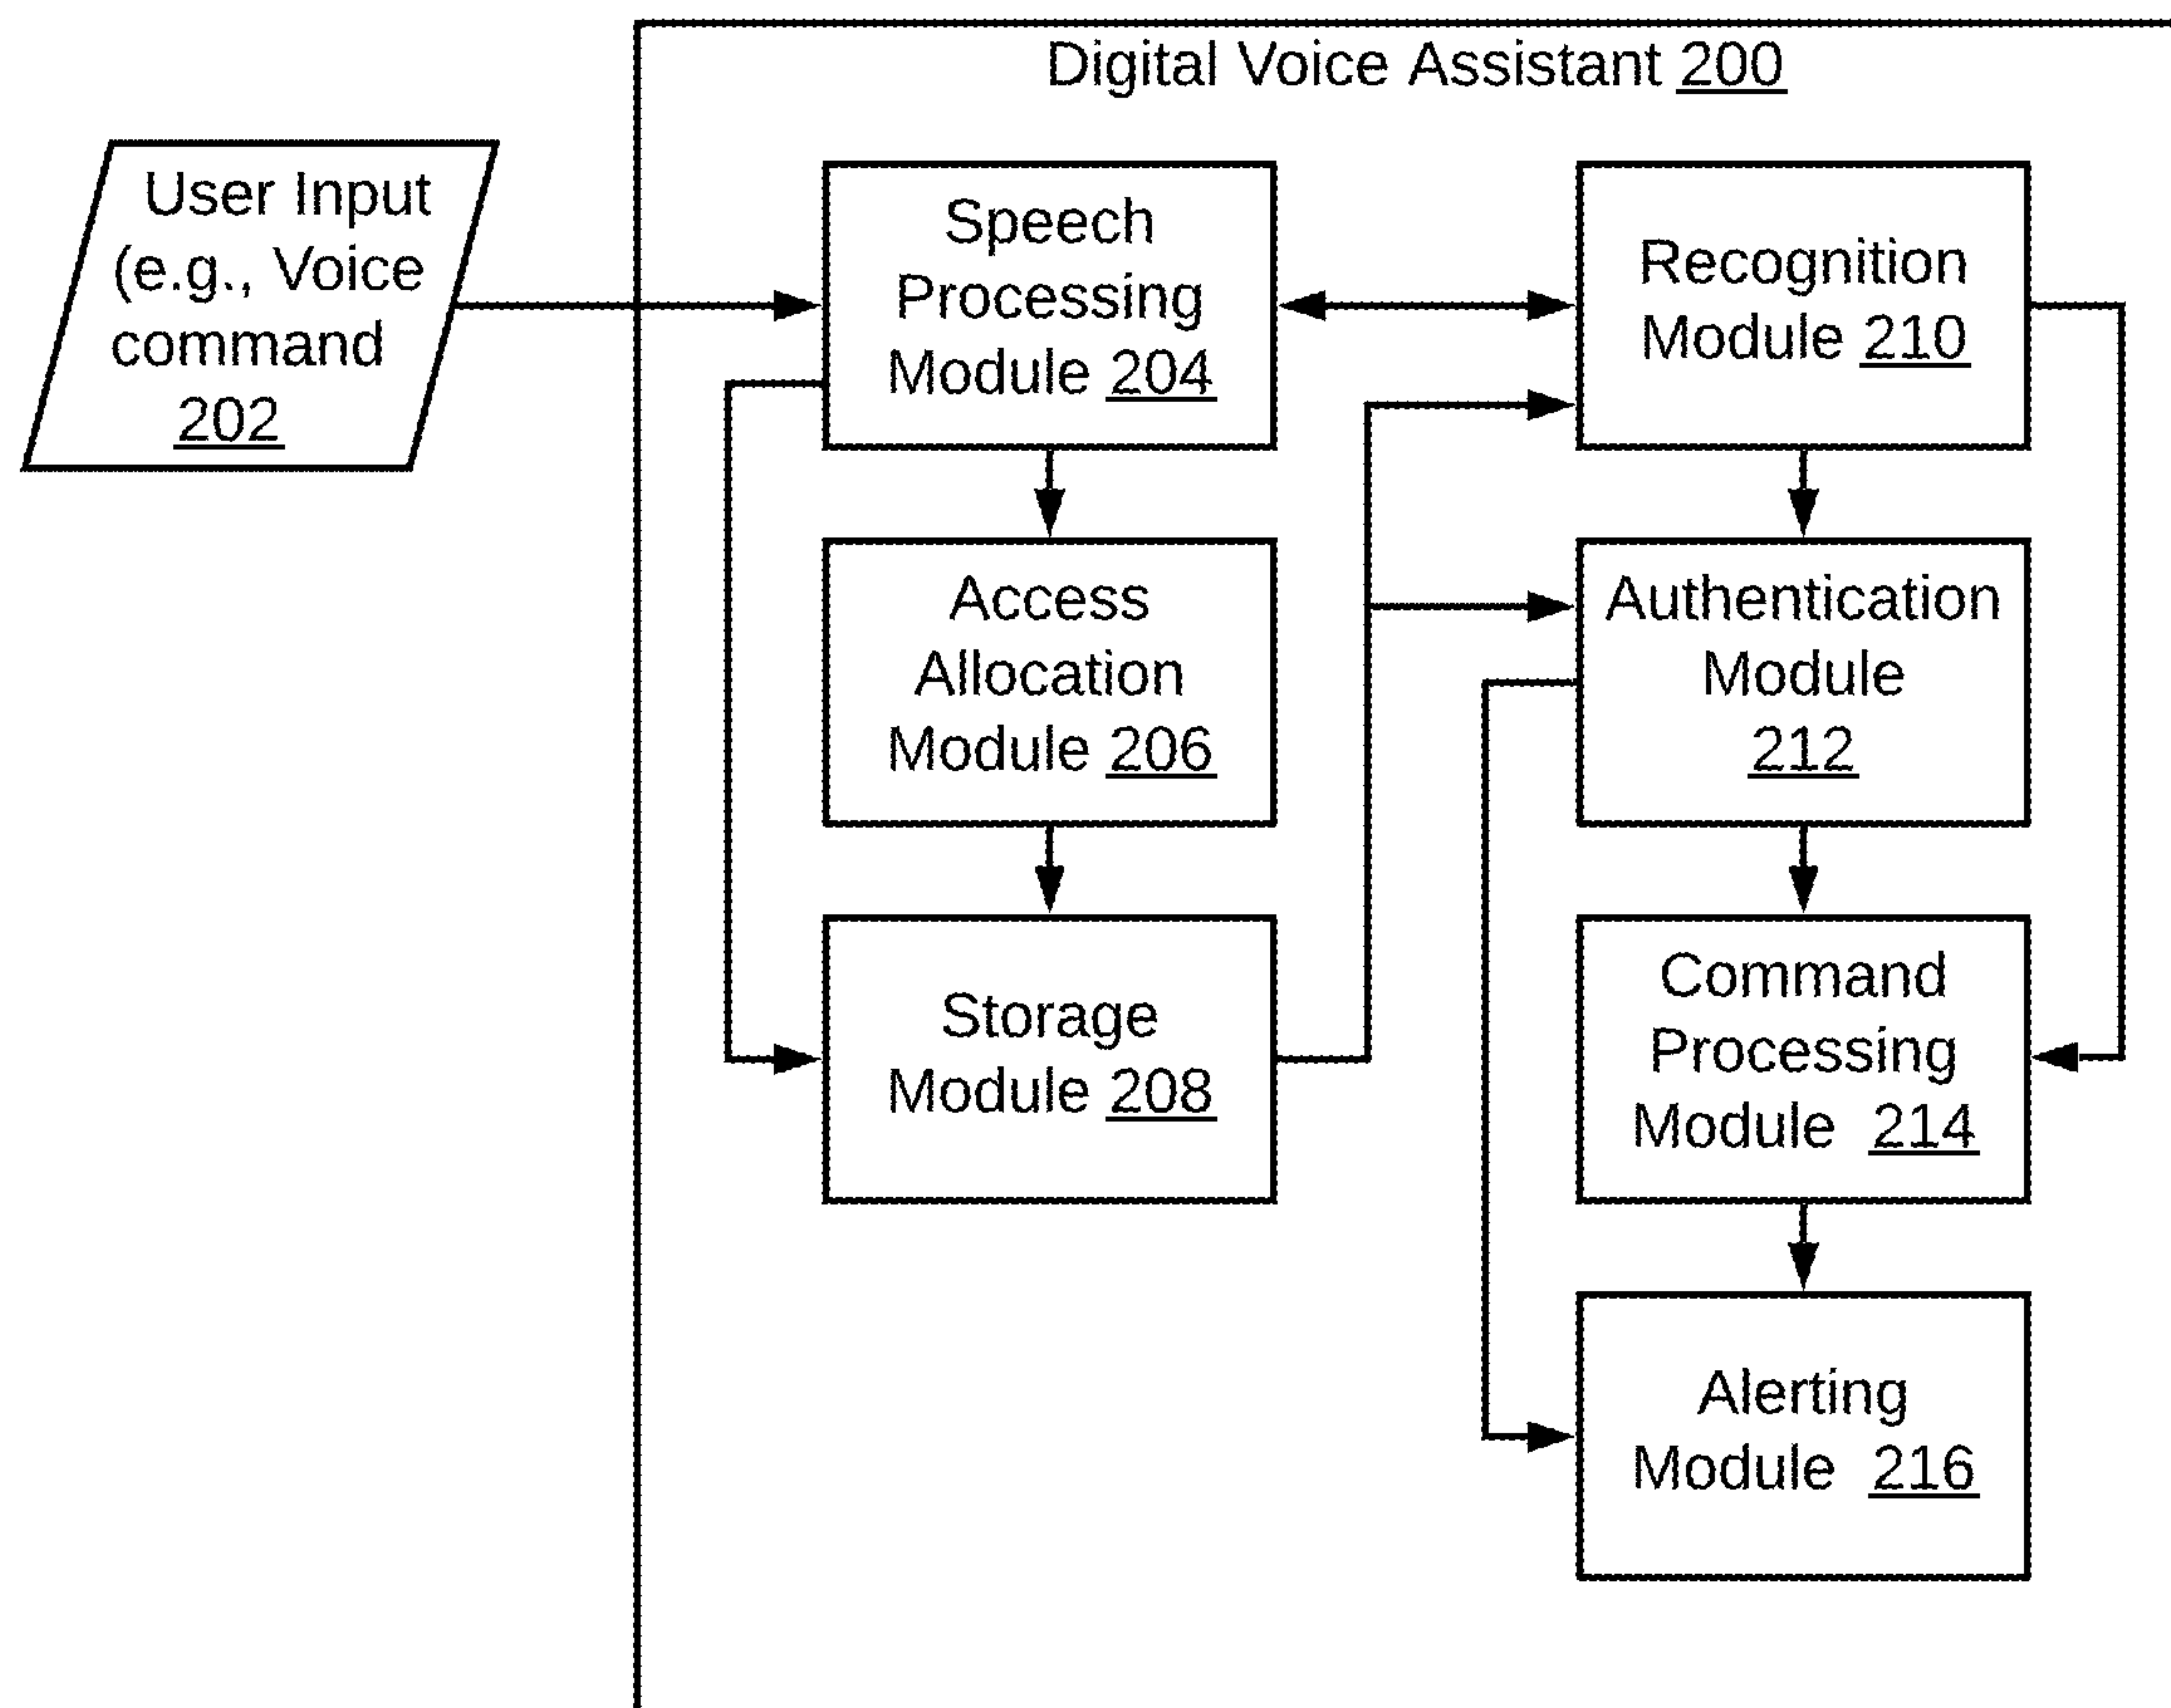 Digital Voice Assistant 200
User Input
(e.g., Voice
command
202
Speech
Processing
Module 204
Access
Allocation
Module 206
Storage
Module 208
Recognition
Module 210
Authentication
Module
212
Command
Processing
Module 214
Alerting
Module 216